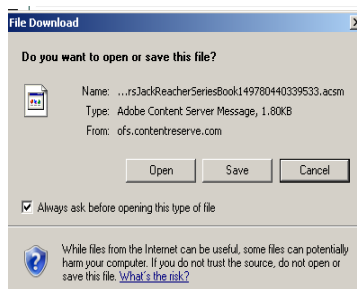 File Download
Do you want to open or save this file?
Name: ...rsJackReacherSeriesBook149780440339533.acsm
Type: Adobe Content Server Message, 1.80KB
From: ofs.contentreserve.com
Open Save Cancel
Always ask before opening this type of file
While files from the Internet can be useful, some files can potentially
harm your computer. If you do not trust the source, do not open or
save this file. What's the risk?